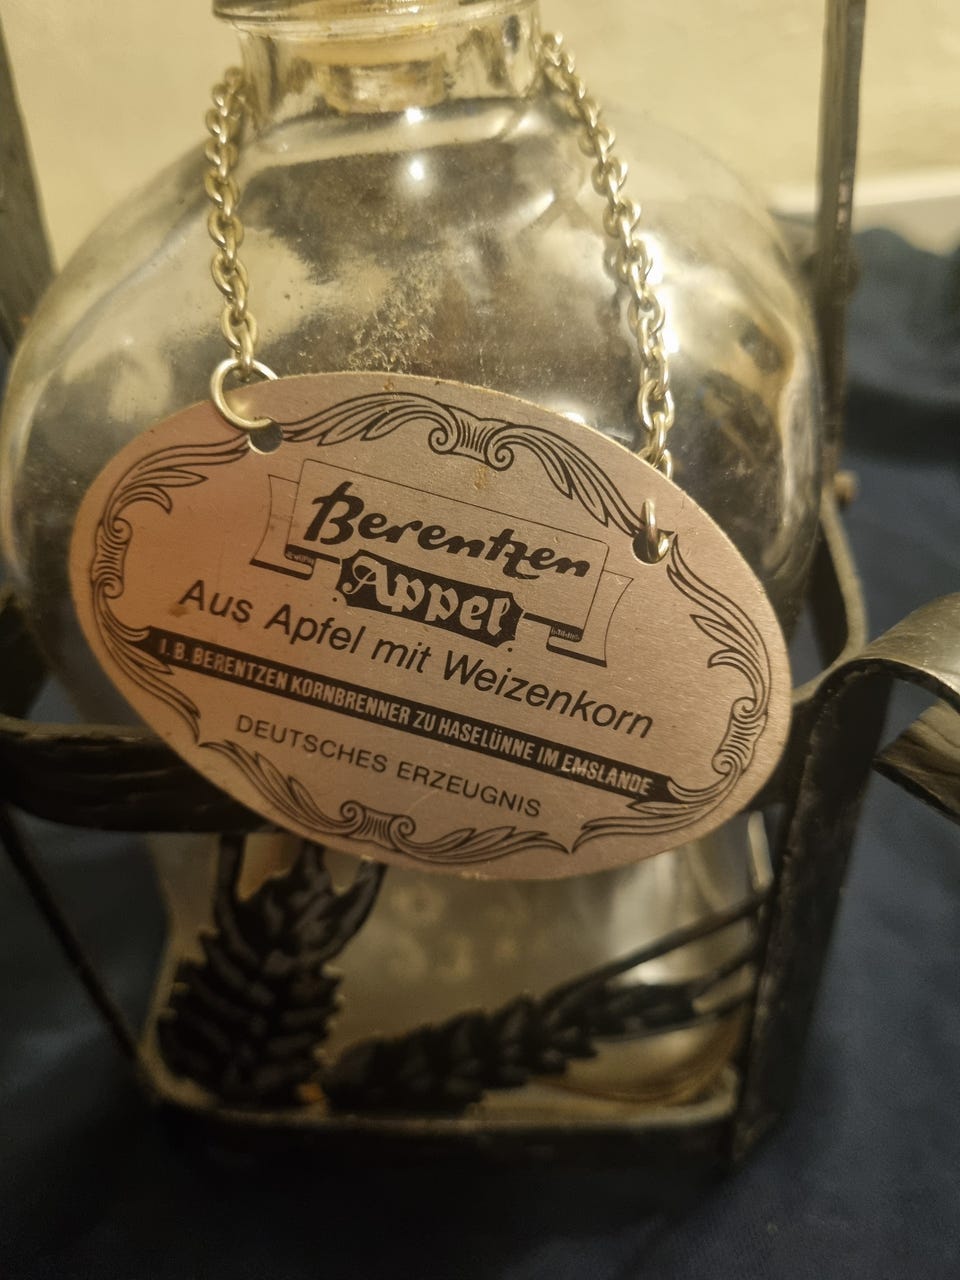 Berentzen
Appel
Aus Apfel mit Weizenkorn
I. B. BERENTZEN KORNBRENNER ZU HASELÜNNE IM EMSLANDE
DEUTSCHES ERZEUGNIS